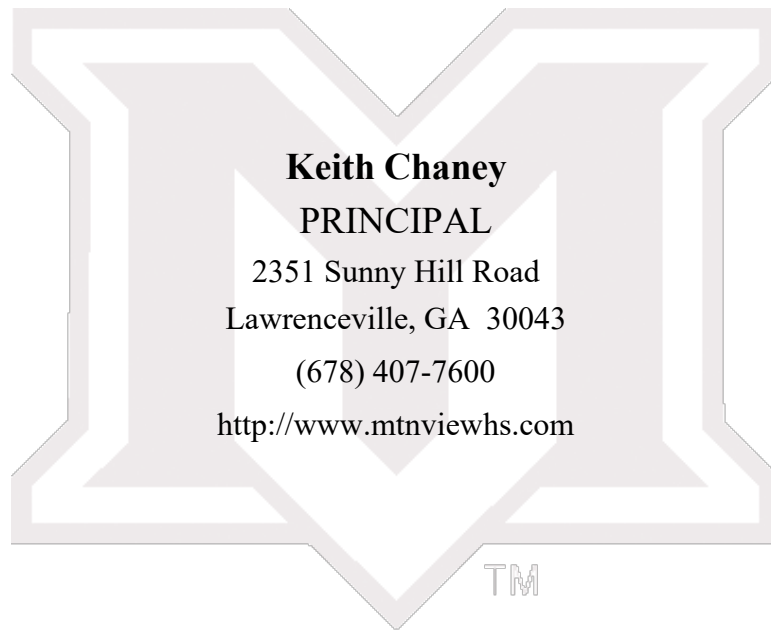 Keith Chaney
PRINCIPAL
2351 Sunny Hill Road
Lawrenceville, GA 30043
(678) 407-7600
http://www.mtnviewhs.com
TM